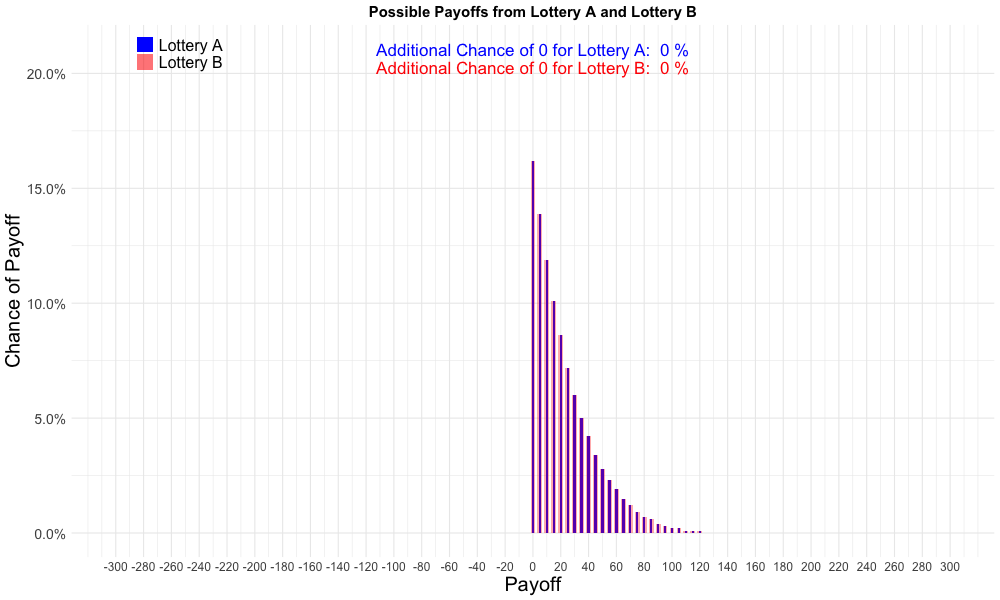 Possible Payoffs from Lottery A and Lottery B
Lottery A
Lottery B
Additional Chance of 0 for Lottery A:  0 %
Additional Chance of 0 for Lottery B:  0 %
Chance of Payoff
20.0%
15.0%
10.0%
5.0%
0.0%
-300 -280 -260 -240 -220 -200 -180 -160 -140 -120 -100 -80 -60 -40 -20 0 20 40 60 80 100 120 140 160 180 200 220 240 260 280 300
Payoff